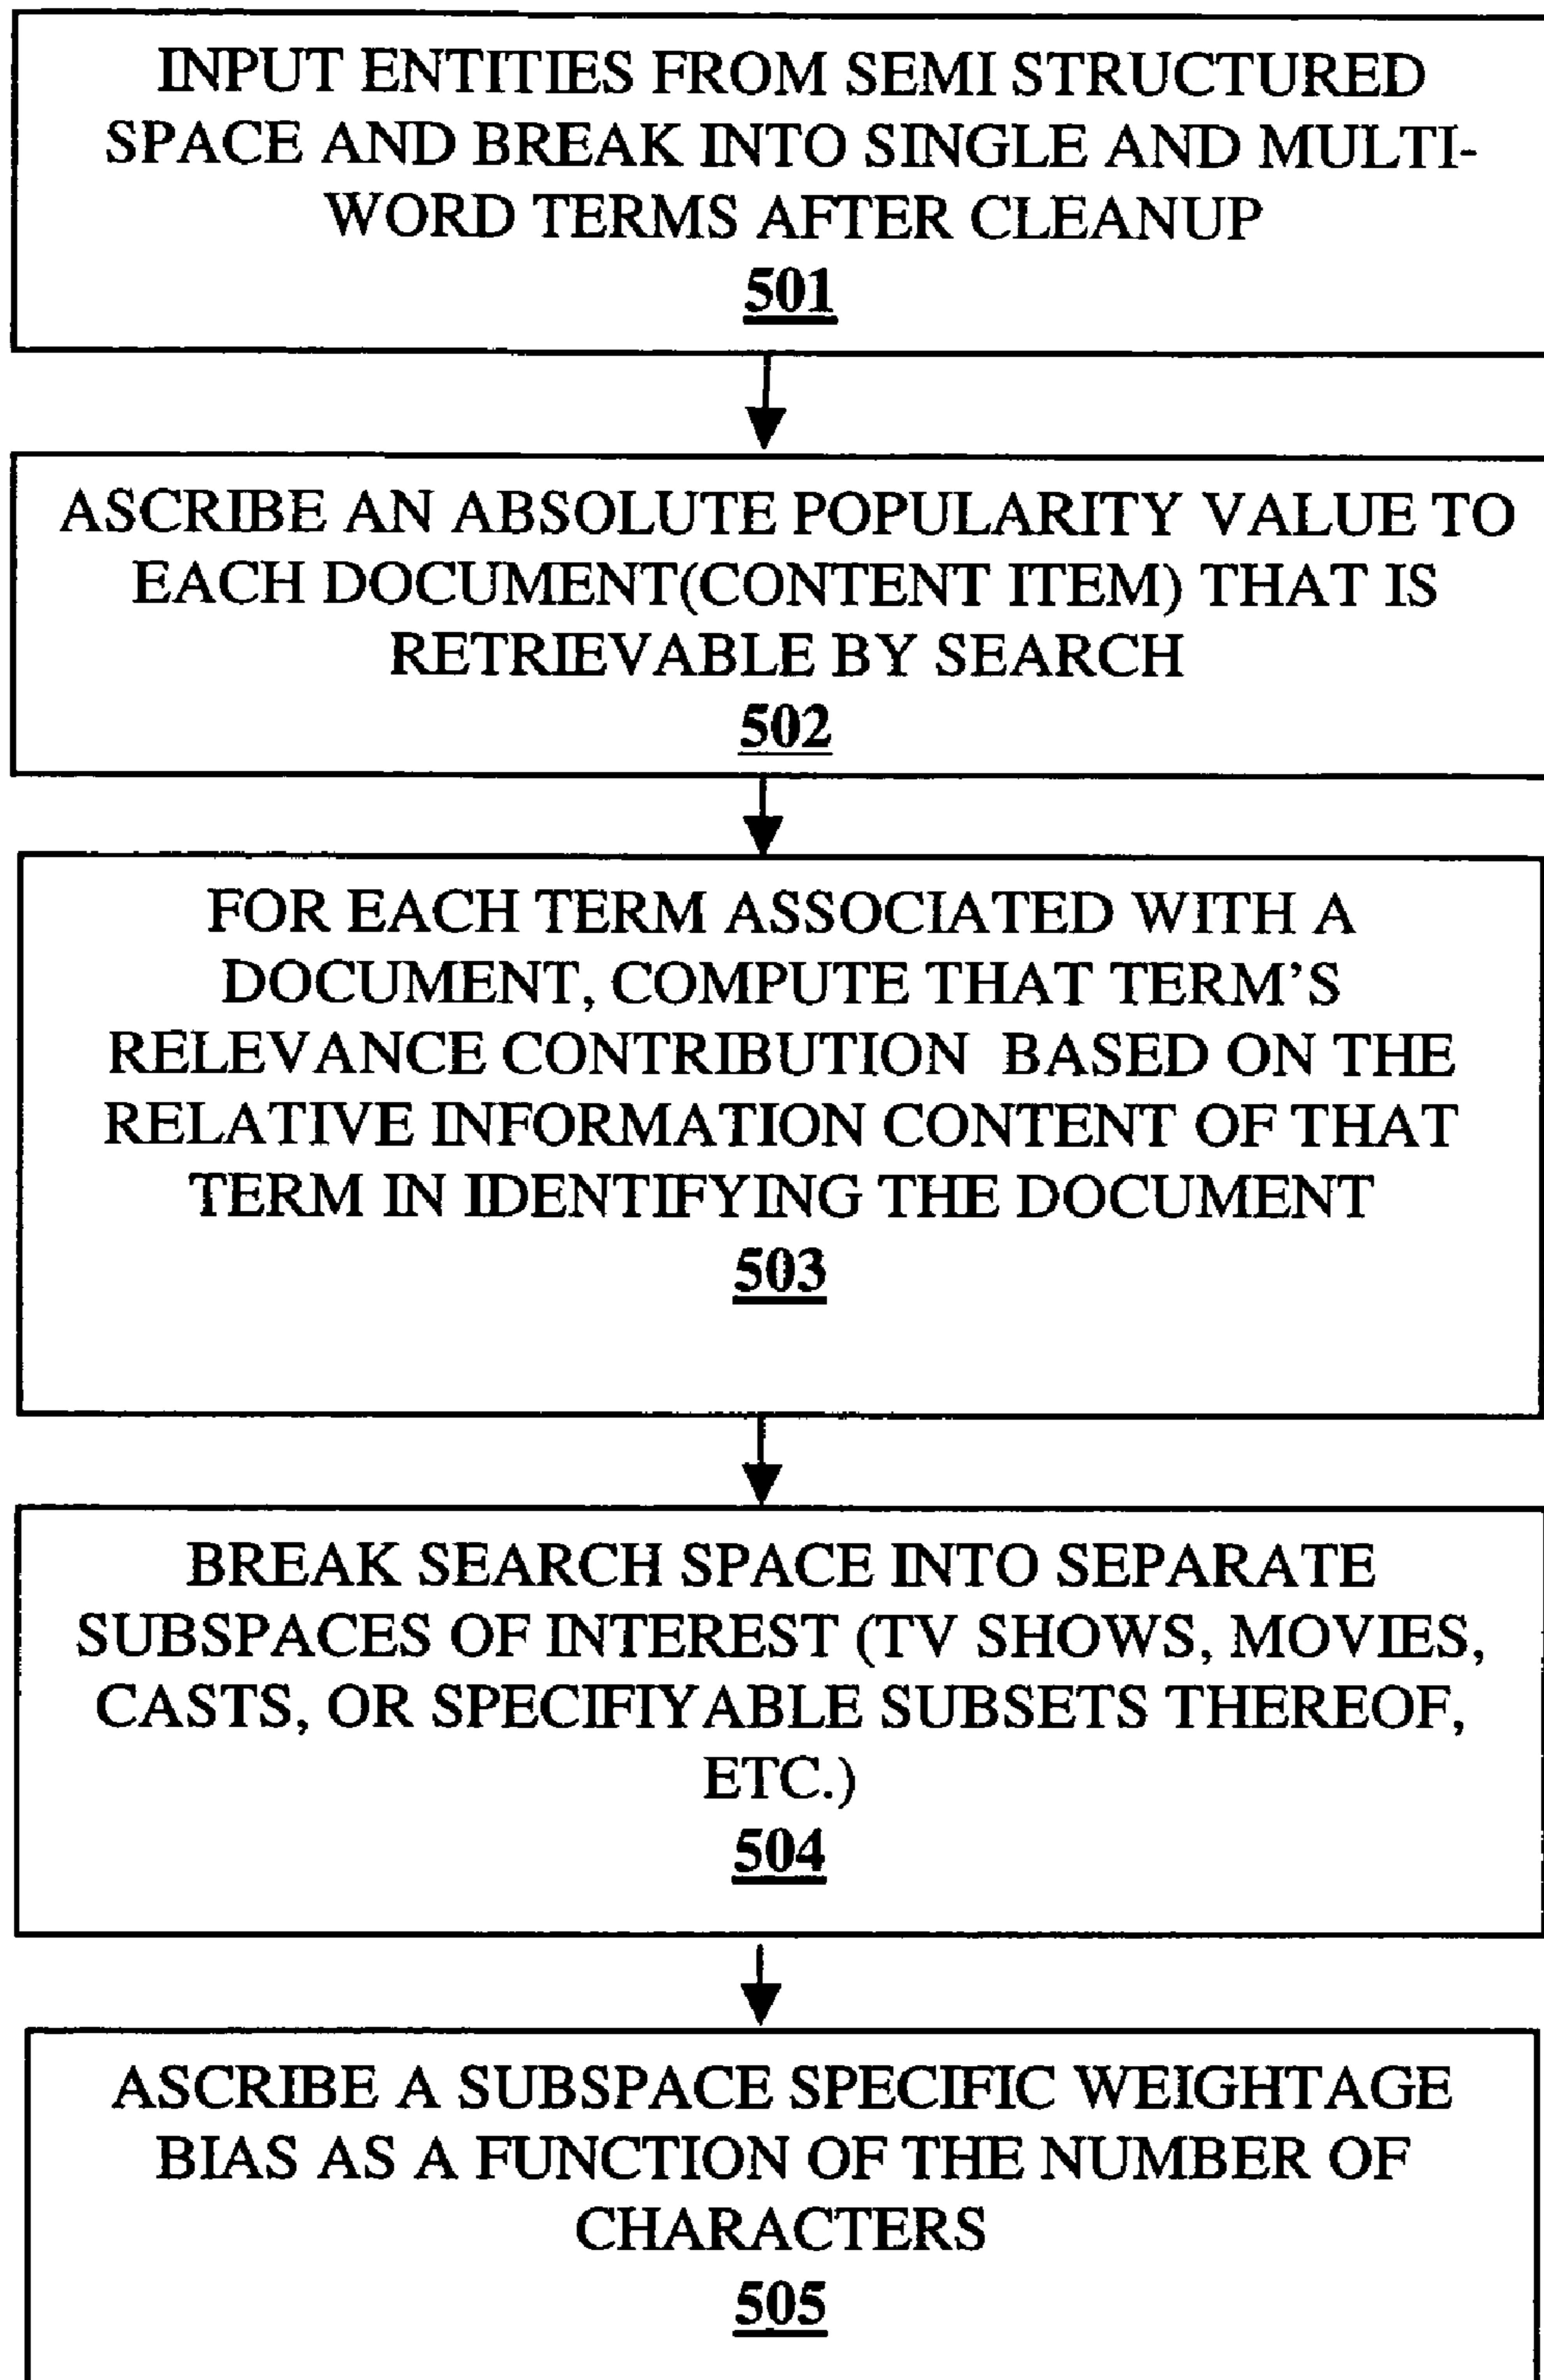 INPUT ENTITIES FROM SEMI STRUCTURED
SPACE AND BREAK INTO SINGLE AND MULTI-
WORD TERMS AFTER CLEANUP
501
ASCRIBE AN ABSOLUTE POPULARITY VALUE TO
EACH DOCUMENT(CONTENT ITEM) THAT IS
RETRIEVABLE BY SEARCH
502
FOR EACH TERM ASSOCIATED WITH A
DOCUMENT, COMPUTE THAT TERM'S
RELEVANCE CONTRIBUTION BASED ON THE
RELATIVE INFORMATION CONTENT OF THAT
TERM IN IDENTIFYING THE DOCUMENT
503
BREAK SEARCH SPACE INTO SEPARATE
SUBSPACES OF INTEREST (TV SHOWS, MOVIES,
CASTS, OR SPECIFIYABLE SUBSETS THEREOF,
ETC.)
504
ASCRIBE A SUBSPACE SPECIFIC WEIGHTAGE
BIAS AS A FUNCTION OF THE NUMBER OF
CHARACTERS
505